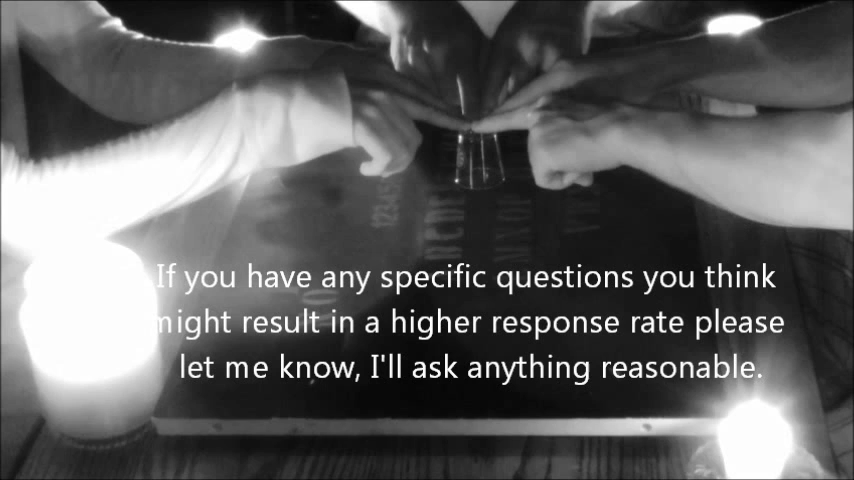 12345
If you have any specific questions you think
might result in a higher response rate please
let me know, I'll ask anything reasonable.